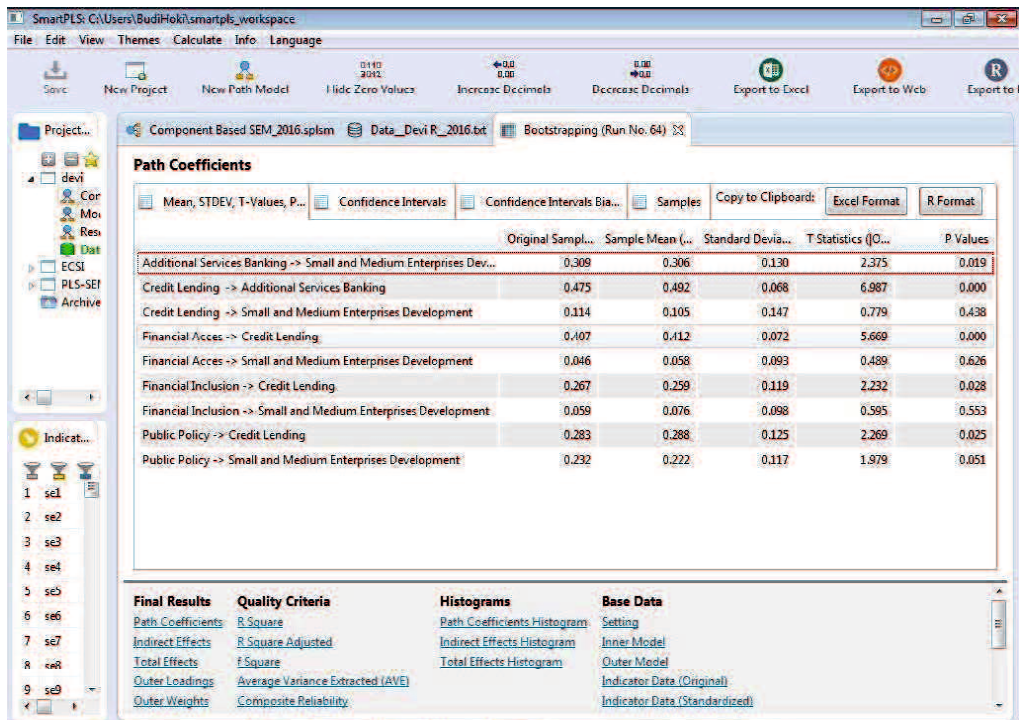 SmartPLS: C:\Users\BudiHoki\smartpls_workspace
File Edit View Themes Calculate Info Language
Save New Project New Path Model Hide Zero Values Increase Decimals Decrease Decimals Export to Excel Export to Web Export to
Project... Component Based SEM_2016.splsm Data__Devi R_2016.txt Bootstrapping (Run No. 64)
Path Coefficients
devi
Cor
Mo
Resu
Dat
ECSI
PLS-SEM
Archive
Mean, STDEV, T-Values, P... Confidence Intervals Confidence Intervals Bia... Samples Copy to Clipboard: Excel Format R Format
Original Sampl... Sample Mean (... Standard Devia... T Statistics (|O... P Values
Additional Services Banking -> Small and Medium Enterprises Dev... 0.309 0.306 0.130 2.375 0.019
Credit Lending -> Additional Services Banking 0.475 0.492 0.068 6.987 0.000
Credit Lending -> Small and Medium Enterprises Development 0.114 0.105 0.147 0.779 0.438
Financial Acces -> Credit Lending 0.407 0.412 0.072 5.669 0.000
Financial Acces -> Small and Medium Enterprises Development 0.046 0.058 0.093 0.489 0.626
Financial Inclusion -> Credit Lending 0.267 0.259 0.119 2.232 0.028
Financial Inclusion -> Small and Medium Enterprises Development 0.059 0.076 0.098 0.595 0.553
Public Policy -> Credit Lending 0.283 0.288 0.125 2.269 0.025
Public Policy -> Small and Medium Enterprises Development 0.232 0.222 0.117 1.979 0.051
Indicat...
1 se1
2 se2
3 se3
4 se4
5 se5
6 se6
7 se7
8 se8
9 se9
Final Results Quality Criteria Histograms Base Data
Path Coefficients R Square Path Coefficients Histogram Setting
Indirect Effects R Square Adjusted Indirect Effects Histogram Inner Model
Total Effects f Square Total Effects Histogram Outer Model
Outer Loadings Average Variance Extracted (AVE) Indicator Data (Original)
Outer Weights Composite Reliability Indicator Data (Standardized)